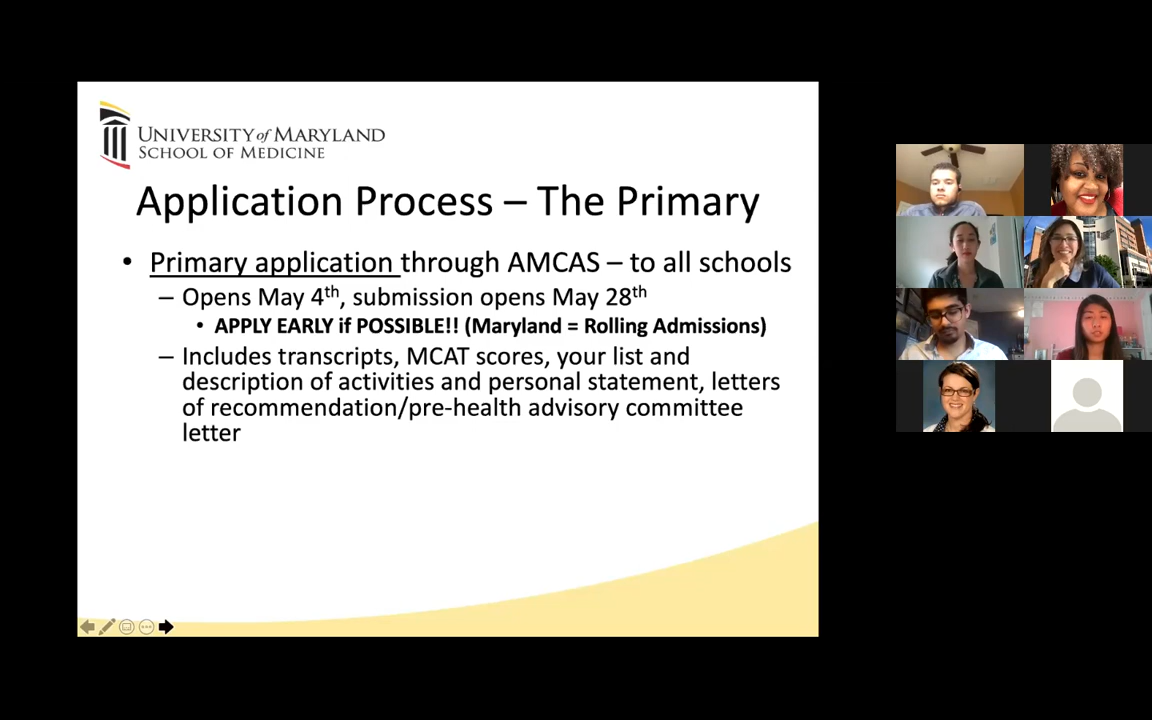 UNIVERSITY of MARYLAND
SCHOOL OF MEDICINE
Application Process – The Primary
• Primary application through AMCAS – to all schools
– Opens May 4th, submission opens May 28th
• APPLY EARLY if POSSIBLE!! (Maryland = Rolling Admissions)
– Includes transcripts, MCAT scores, your list and
description of activities and personal statement, letters
of recommendation/pre-health advisory committee
letter